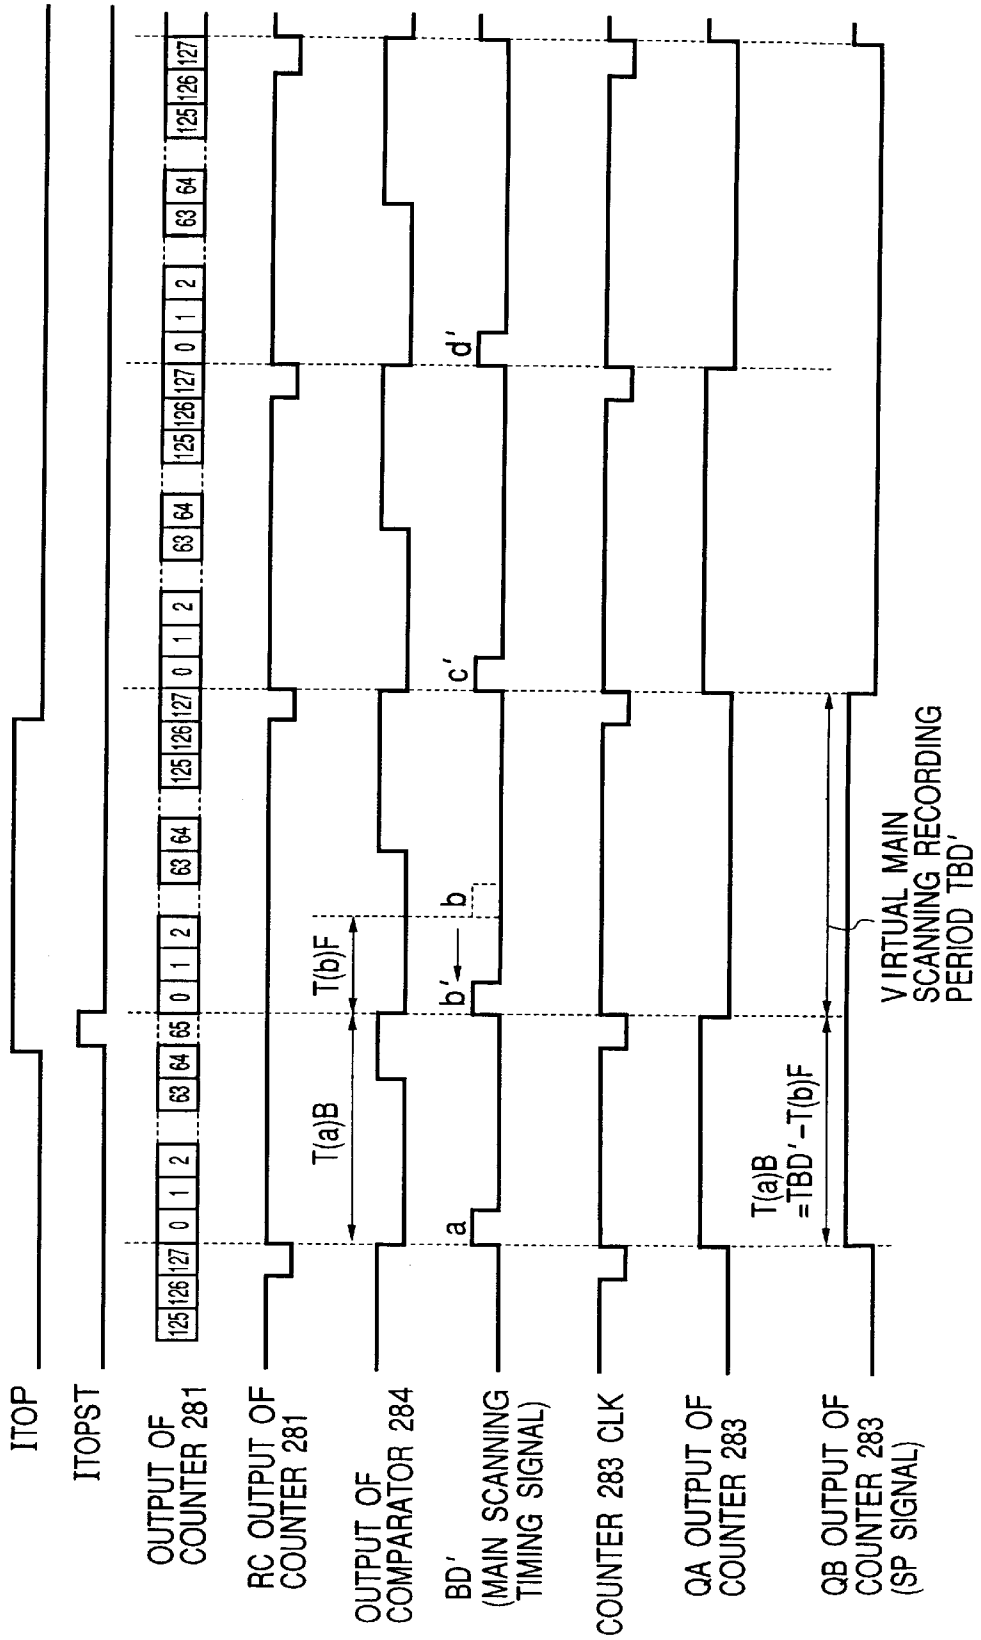 ITOP
ITOPST
OUTPUT OF
COUNTER 281
125 126 127 0 1 2 63 64 65 0 1 2 63 64 125 126 127 0 1 2 63 64 125 126 127 0 1 2 63 64 125 126 127
RC OUTPUT OF
COUNTER 281
OUTPUT OF
COMPARATOR 284
T(a)B
T(b)F
BD'
(MAIN SCANNING
TIMING SIGNAL)
a
b'
b
c'
d'
COUNTER 283 CLK
QA OUTPUT OF
COUNTER 283
QB OUTPUT OF
COUNTER 283
(SP SIGNAL)
T(a)B
=TBD'-T(b)F
VIRTUAL MAIN
SCANNING RECORDING
PERIOD TBD'